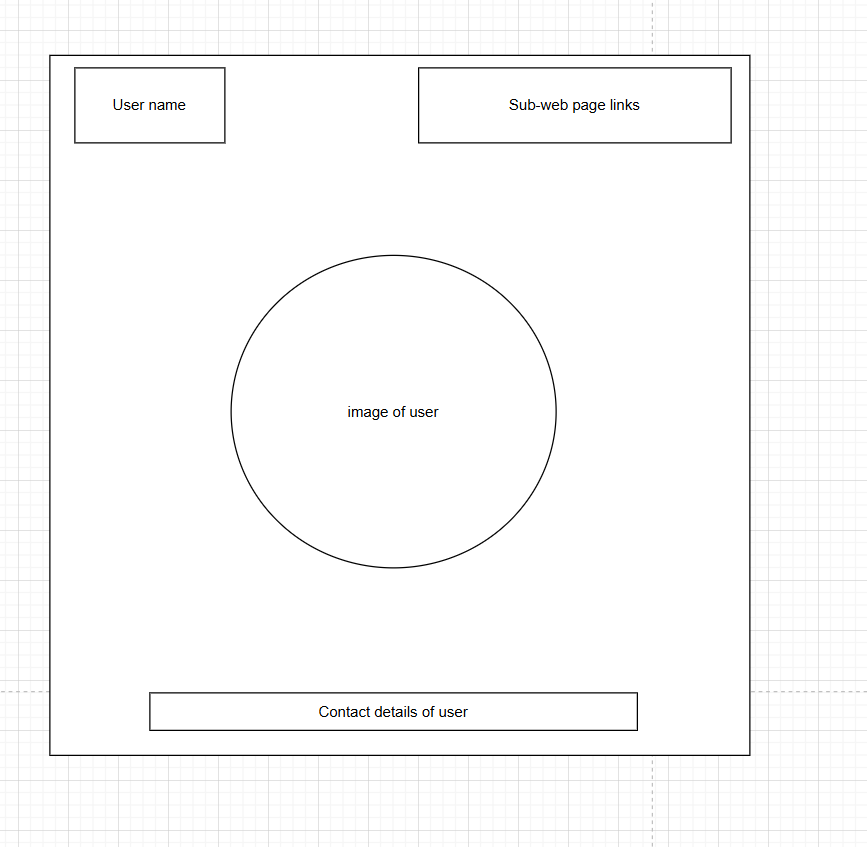 User name
Sub-web page links
image of user
Contact details of user